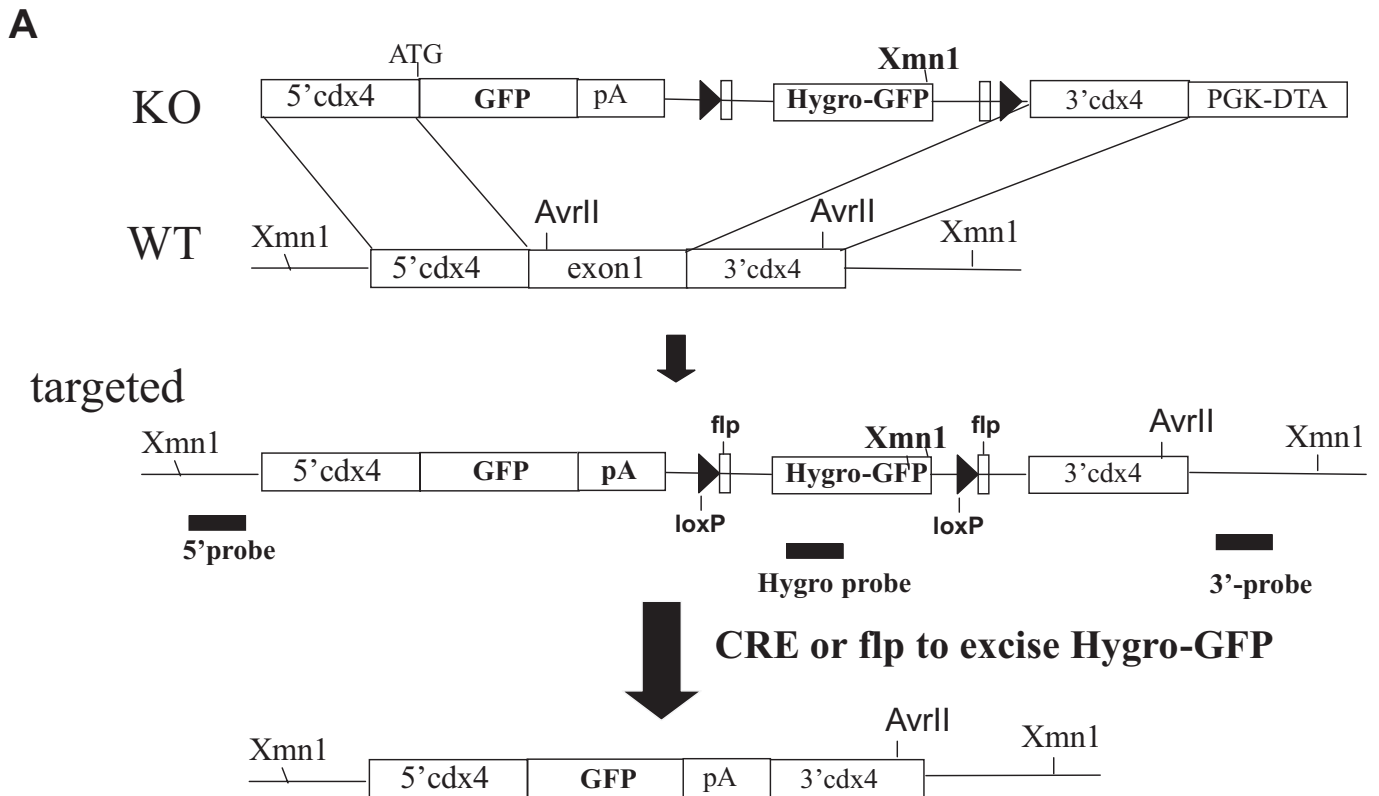 A
ATG
Xmn1
KO
5'cdx4
GFP
pA
Hygro-GFP
3'cdx4
PGK-DTA
AvrII
AvrII
WT
Xmn1
Xmn1
5'cdx4
exon1
3'cdx4
targeted
Xmn1
flp
Xmn1
flp
AvrII
Xmn1
5'cdx4
GFP
pA
Hygro-GFP
3'cdx4
loxP
loxP
5'probe
Hygro probe
3'-probe
CRE or flp to excise Hygro-GFP
AvrII
Xmn1
Xmn1
5'cdx4
GFP
pA
3'cdx4